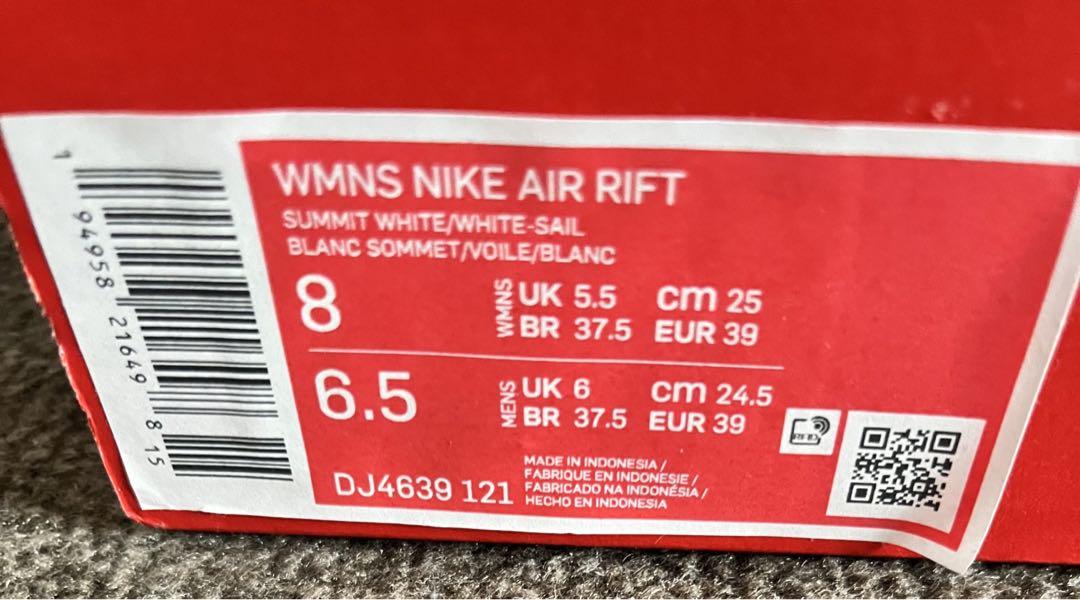 WMNS NIKE AIR RIFT
SUMMIT WHITE/WHITE-SAIL
BLANC SOMMET/VOILE/BLANC
8 WMNS UK 5.5 cm 25
BR 37.5 EUR 39
6.5 MENS UK 6 cm 24.5
BR 37.5 EUR 39
RFID
DJ4639 121
MADE IN INDONESIA /
FABRIQUE EN INDONESIE /
FABRICADO NA INDONÉSIA /
HECHO EN INDONESIA
1 94958 21649 8 15